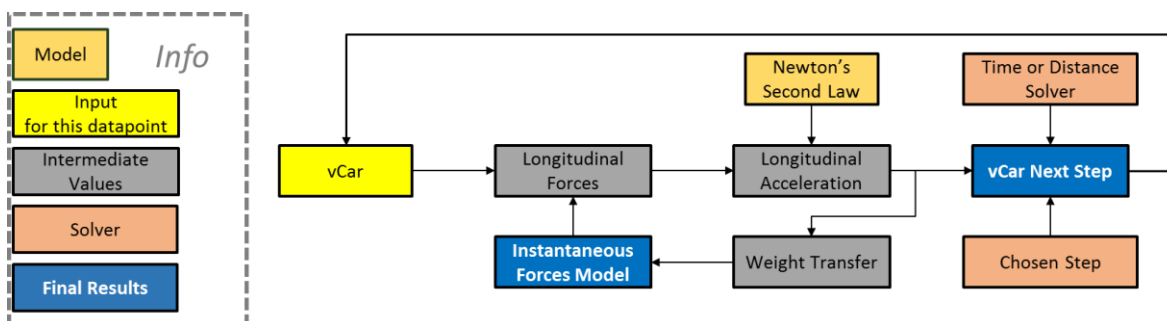 Info
Model
Input
for this datapoint
Intermediate
Values
Solver
Final Results
Newton's
Second Law
Time or Distance
Solver
vCar
Longitudinal
Forces
Longitudinal
Acceleration
vCar Next Step
Instantaneous
Forces Model
Weight Transfer
Chosen Step